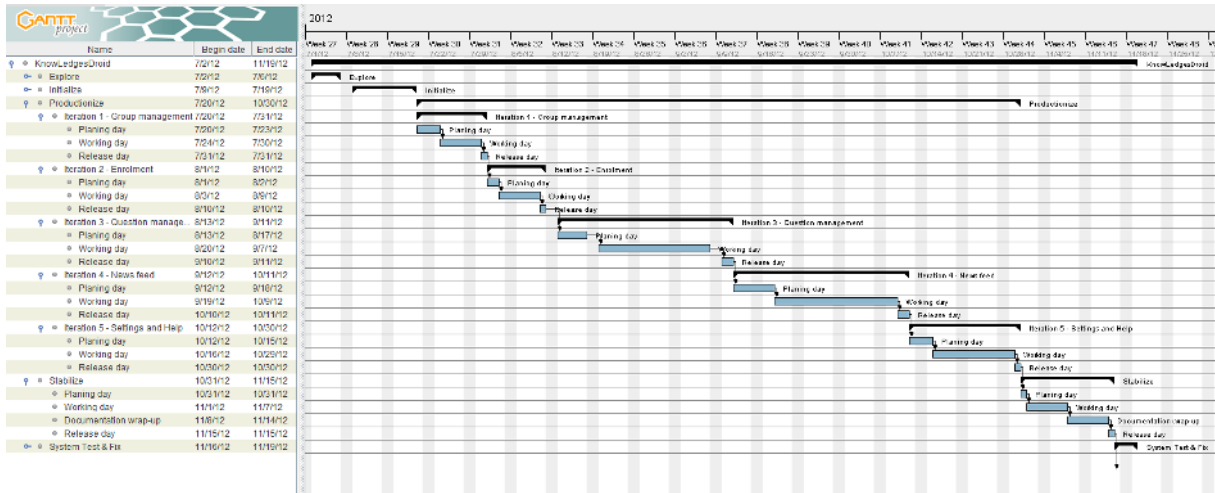 GANTT project
2012
Name Begin date End date
Week 27 Week 28 Week 29 Week 30 Week 31 Week 32 Week 33 Week 34 Week 35 Week 36 Week 37 Week 38 Week 39 Week 40 Week 41 Week 42 Week 43 Week 44 Week 45 Week 46 Week 47
KnowLedgesDroid 7/2/12 11/19/12 KnowLedgesDroid
Explore 7/2/12 7/6/12 Explore
Initialize 7/9/12 7/19/12 Initialize
Productionize 7/20/12 10/30/12 Productionize
Iteration 1 - Group management 7/20/12 7/31/12 Iteration 1 - Group management
Planing day 7/20/12 7/23/12 Planing day
Working day 7/24/12 7/30/12 Working day
Release day 7/31/12 7/31/12 Release day
Iteration 2 - Enrolment 8/1/12 8/10/12 Iteration 2 - Enrolment
Planing day 8/1/12 8/2/12 Planing day
Working day 8/3/12 8/9/12 Working day
Release day 8/10/12 8/10/12 Release day
Iteration 3 - Question manage... 8/13/12 9/11/12 Iteration 3 - Question management
Planing day 8/13/12 8/17/12 Planing day
Working day 8/20/12 9/7/12 Working day
Release day 9/10/12 9/11/12 Release day
Iteration 4 - News feed 9/12/12 10/11/12 Iteration 4 - News feed
Planing day 9/12/12 9/18/12 Planing day
Working day 9/19/12 10/9/12 Working day
Release day 10/10/12 10/11/12 Release day
Iteration 5 - Settings and Help 10/12/12 10/30/12 Iteration 5 - Settings and Help
Planing day 10/12/12 10/15/12 Planing day
Working day 10/16/12 10/29/12 Working day
Release day 10/30/12 10/30/12 Release day
Stabilize 10/31/12 11/15/12 Stabilize
Planing day 10/31/12 10/31/12 Planing day
Working day 11/1/12 11/7/12 Working day
Documentation wrap-up 11/8/12 11/14/12 Documentation wrap-up
Release day 11/15/12 11/15/12 Release day
System Test & Fix 11/16/12 11/19/12 System Test & Fix